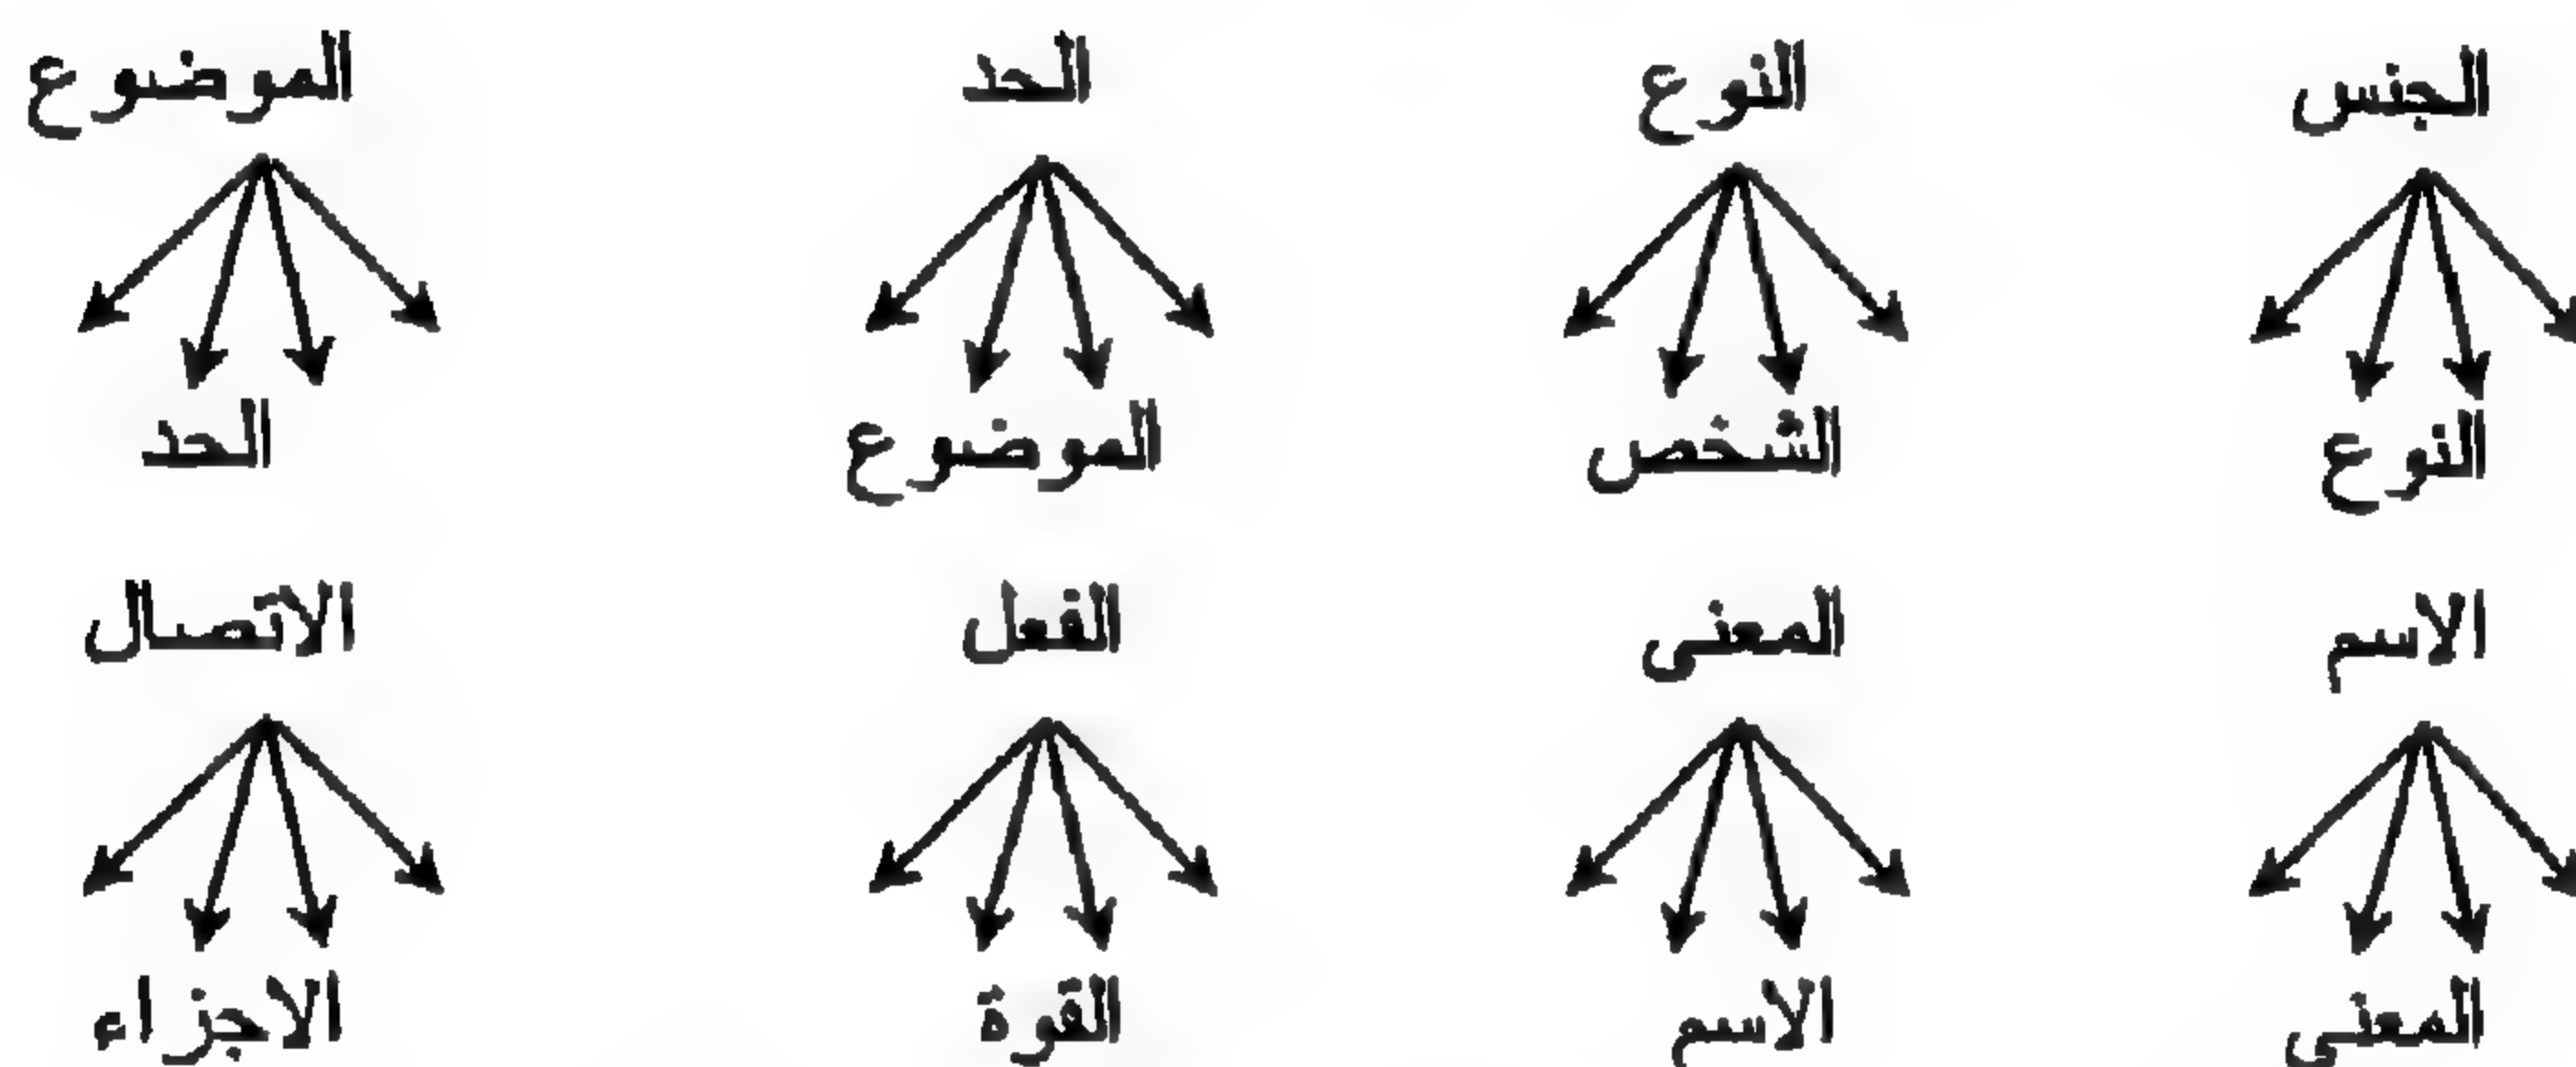 الجنس النوع الحد الموضوع
النوع الشخص الموضوع الحد
الاسم المعنى الفعل الاتصال
المعنى الاسم القوة الاجزاء